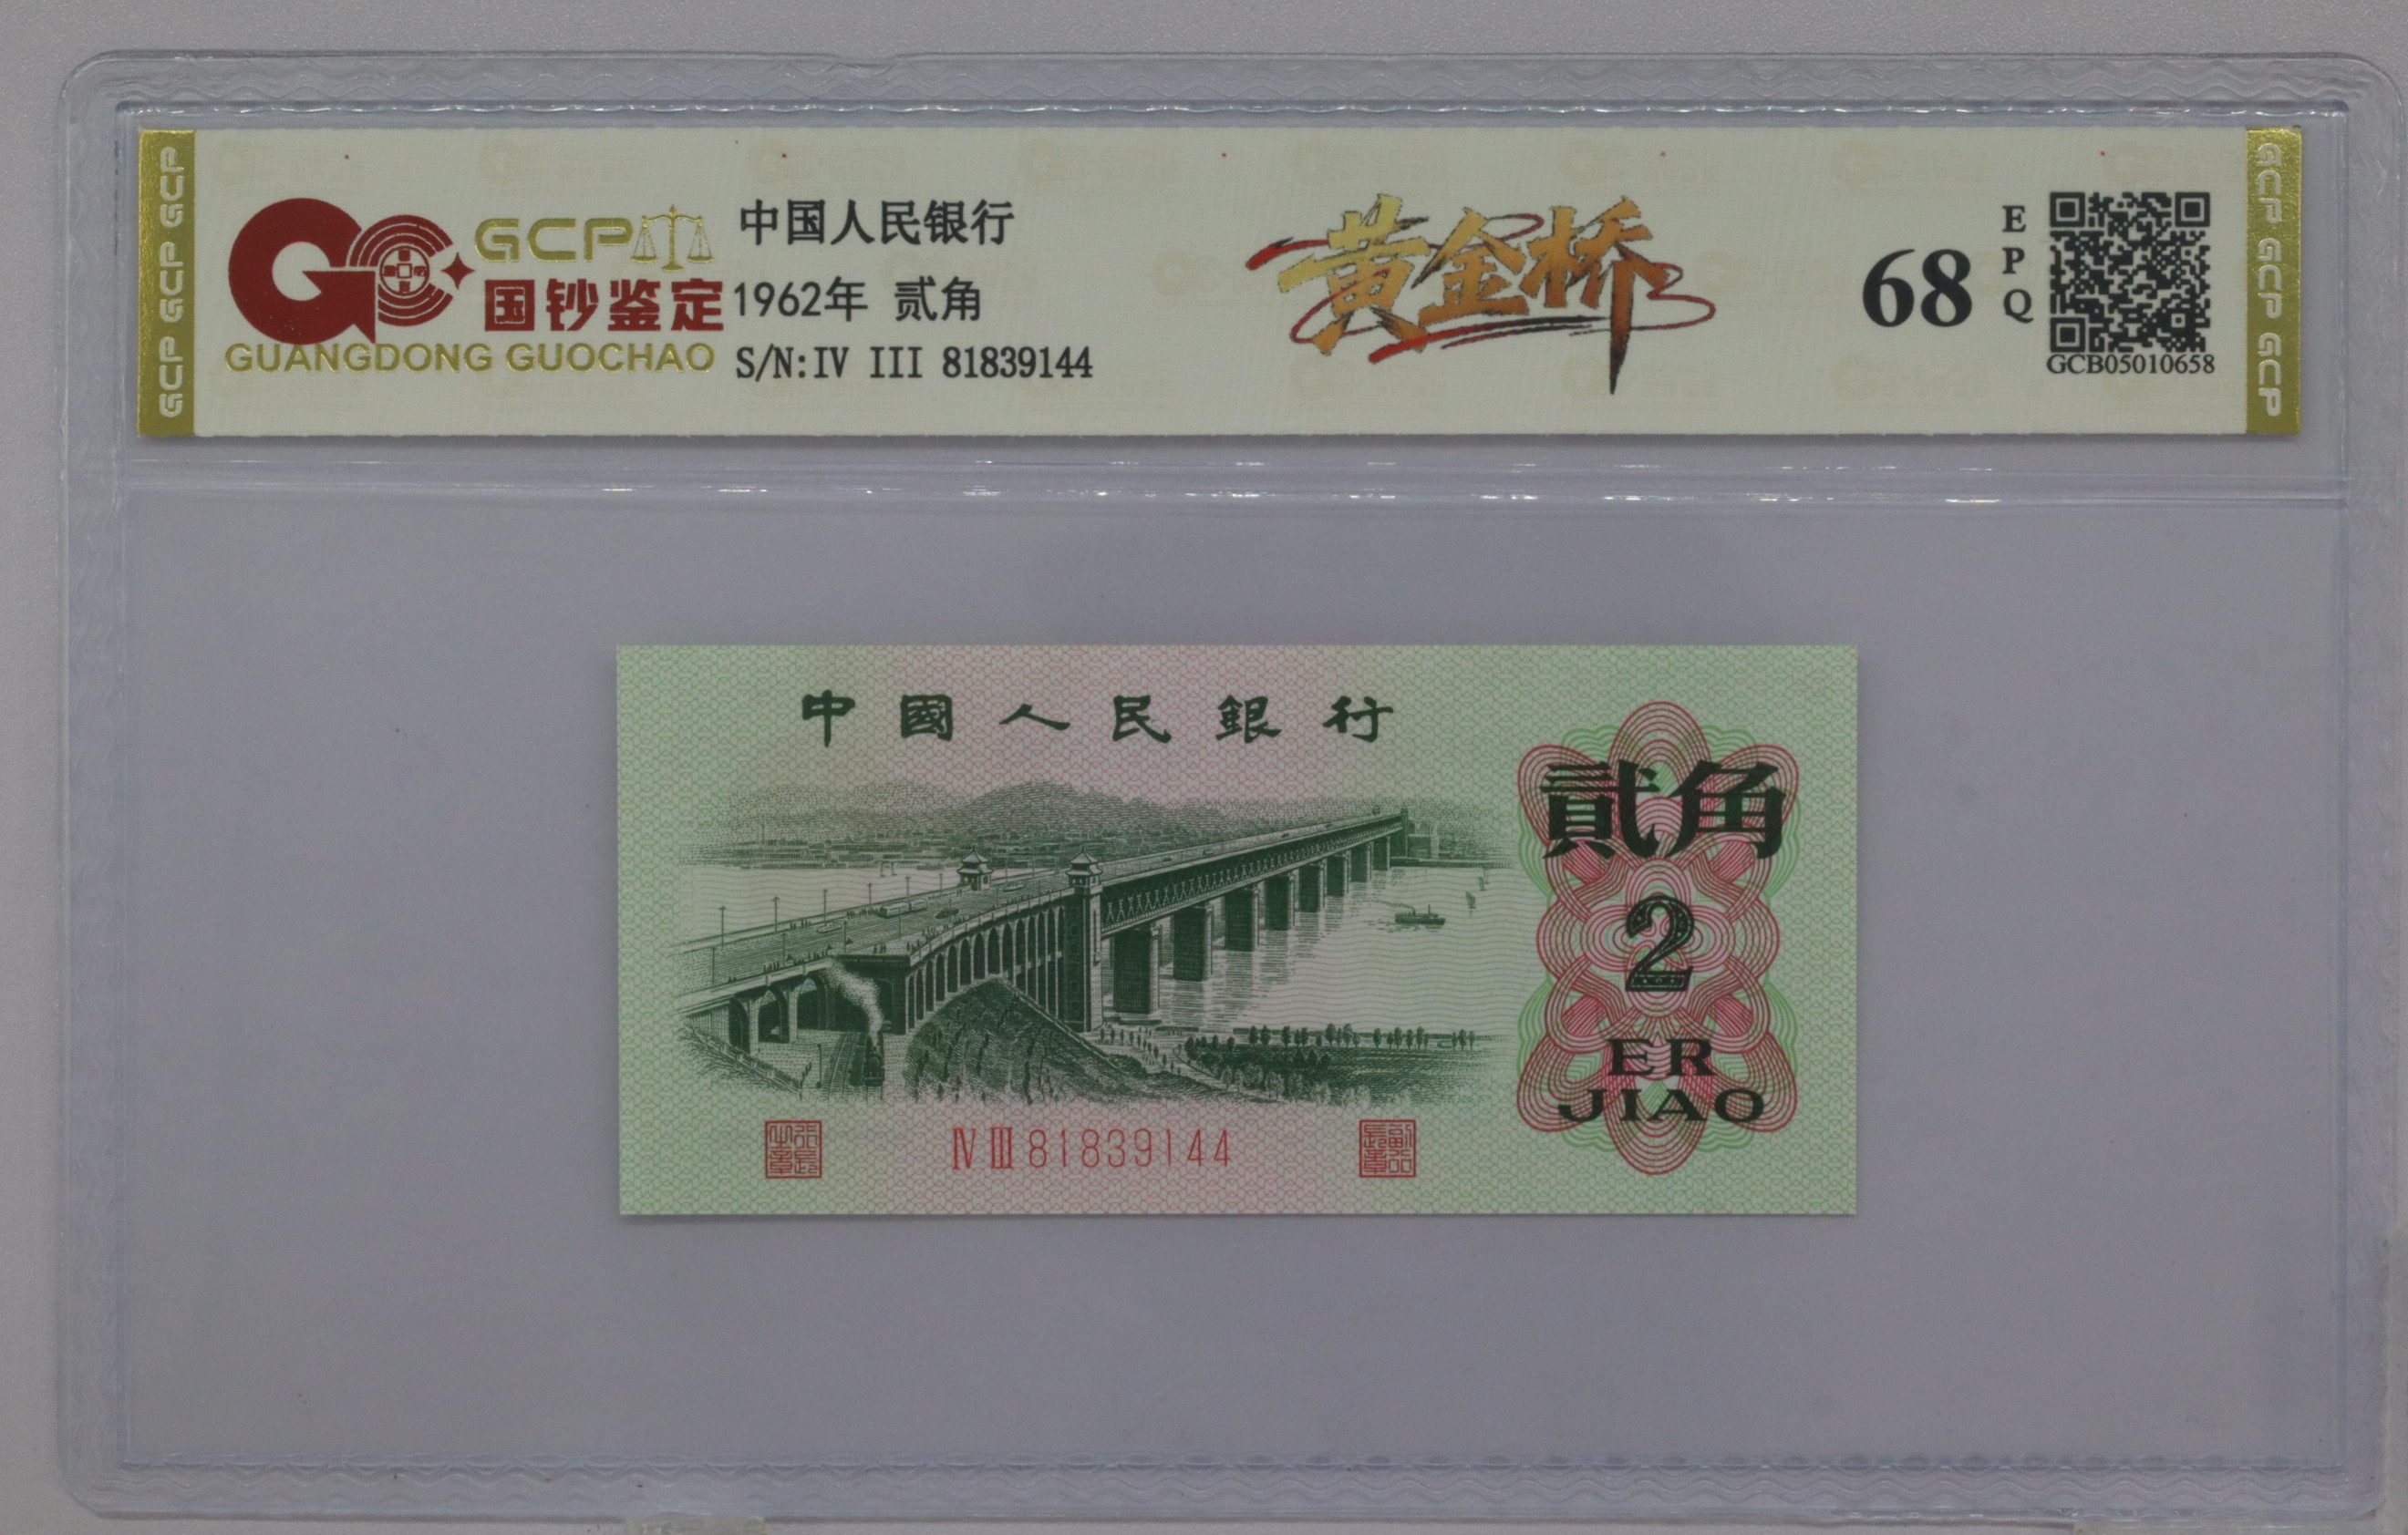 GCP GCP GCP
GCP
国钞鉴定
GUANGDONG GUOCHAO
中国人民银行
1962年 贰角
S/N:IV III 81839144
黄金桥
68
EPQ
GCB05010658
GCP GCP GCP
中國人民銀行
貳角
2
ER
JIAO
Ⅳ Ⅲ 81839144